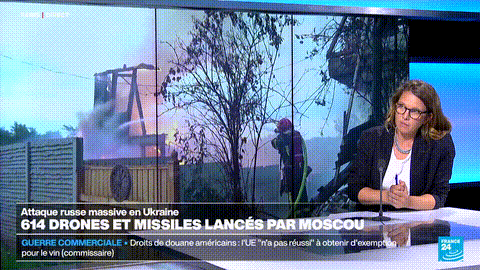 Attaque russe massive en Ukraine
614 DRONES ET MISSILES LANCÉS PAR MOSCOU
GUERRE COMMERCIALE • Droits de douane américains : l'UE "n'a pas réussi" à obtenir d'exemption
pour le vin (commissaire)
FRANCE
24